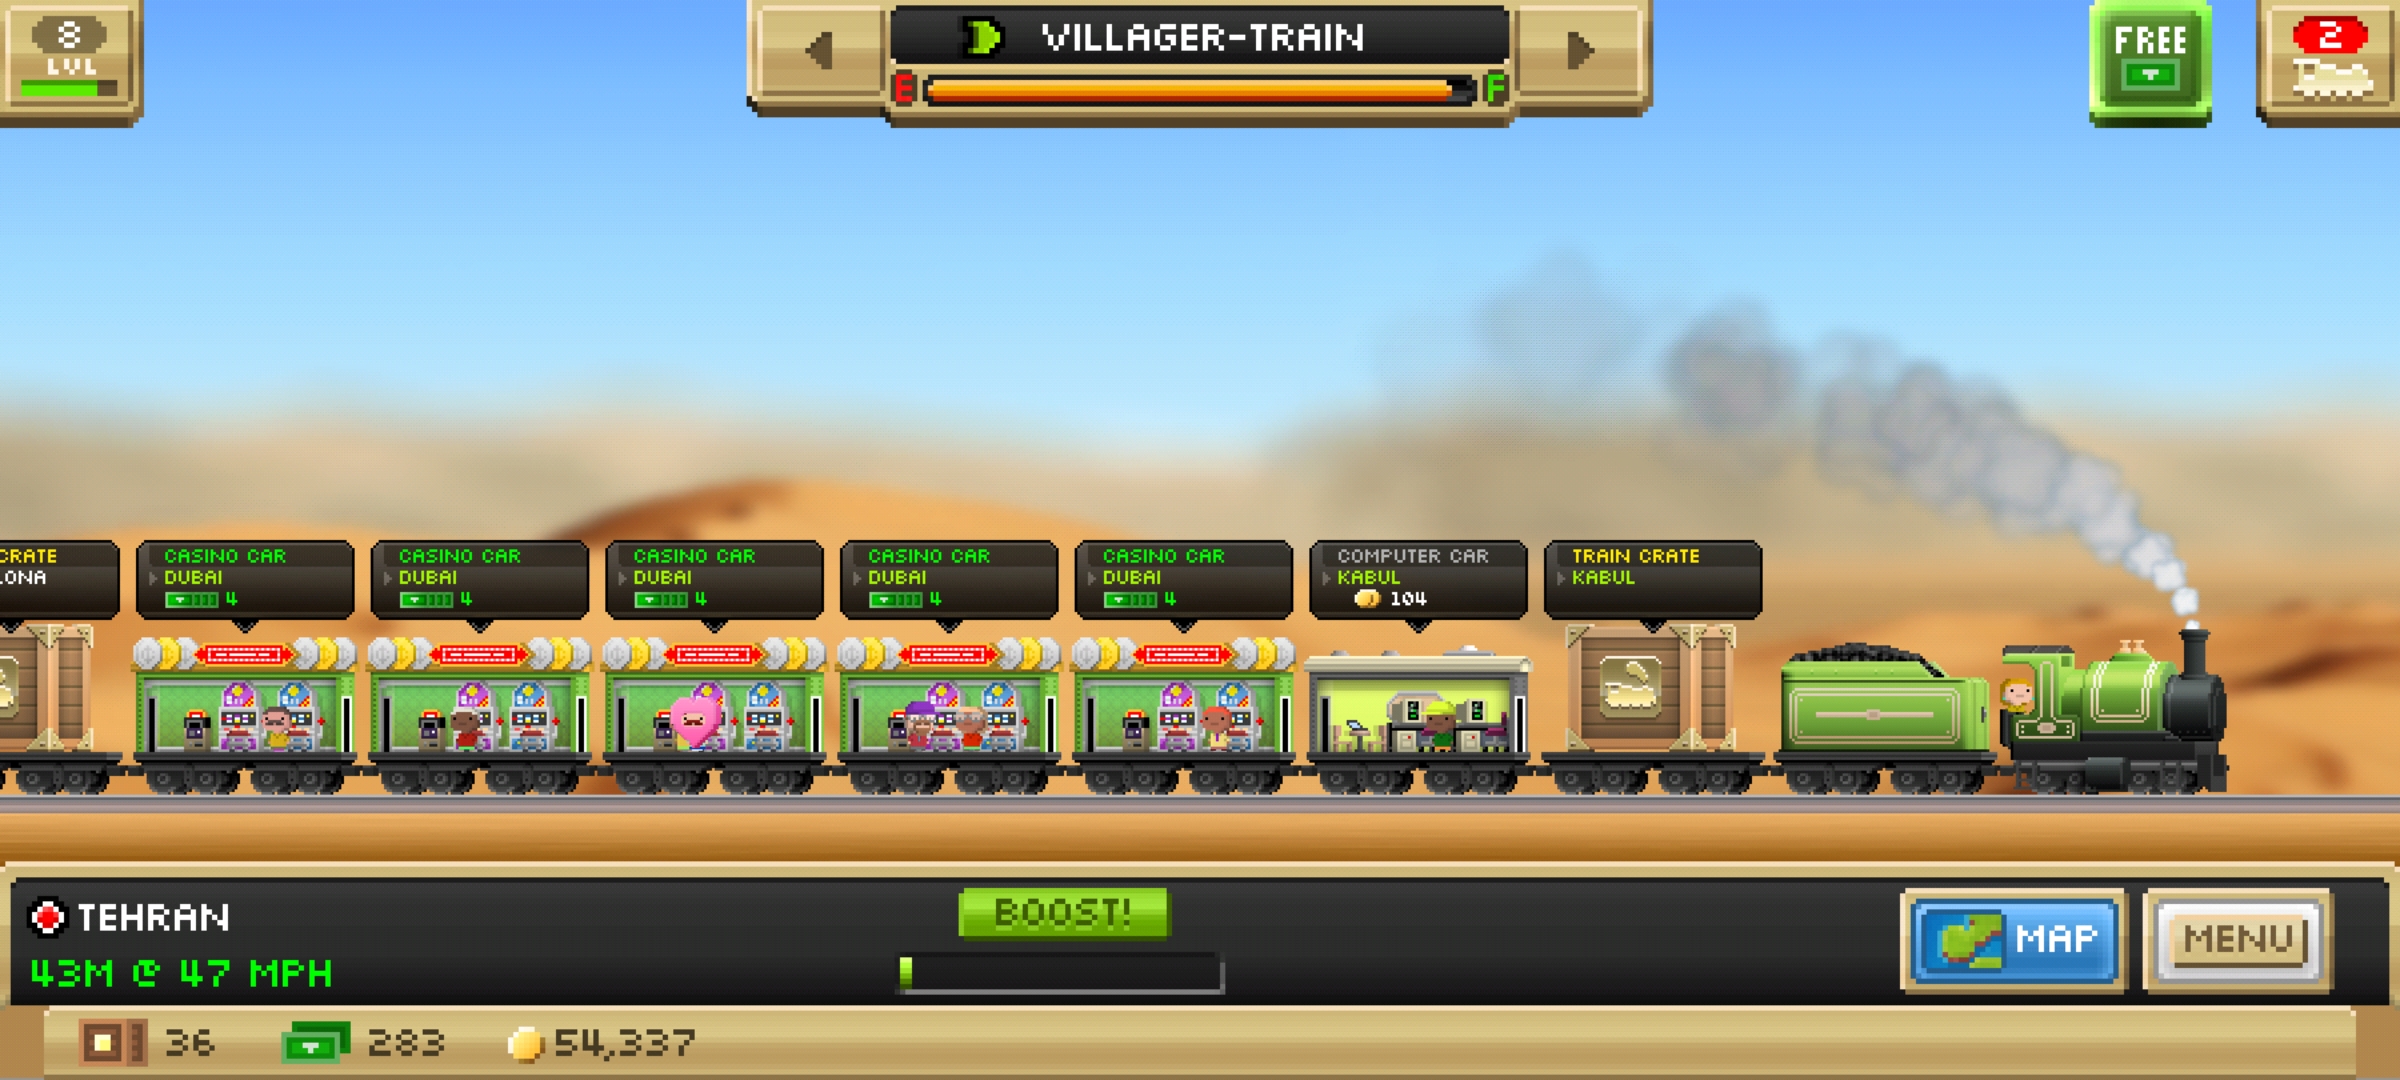 8
LVL
VILLAGER-TRAIN
E F
FREE
2
CRATE
LONA
CASINO CAR
DUBAI
4
CASINO CAR
DUBAI
4
CASINO CAR
DUBAI
4
CASINO CAR
DUBAI
4
CASINO CAR
DUBAI
4
COMPUTER CAR
KABUL
104
TRAIN CRATE
KABUL
TEHRAN
43M @ 47 MPH
BOOST!
MAP
MENU
36
283
54,337